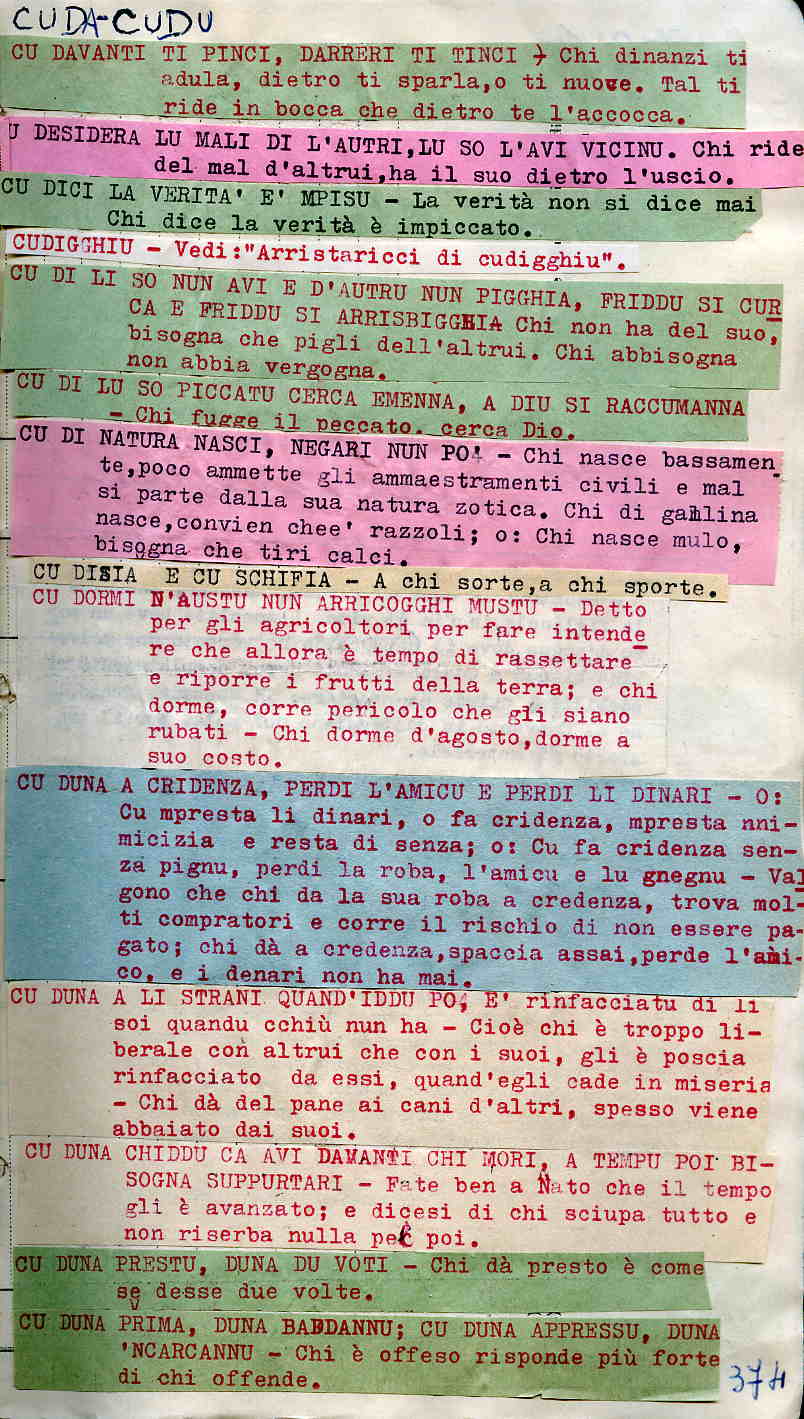 CUDA-CUDU
CU DAVANTI TI PINCI, DARRERI TI TINCI - Chi dinanzi ti
adula, dietro ti sparla,o ti nuove. Tal ti
ride in bocca che dietro te l'accocca.
U DESIDERA LU MALI DI L'AUTRI,LU SO L'AVI VICINU. Chi ride
del mal d'altrui,ha il suo dietro l'uscio.
CU DICI LA VERITA' E' MPISU - La verità non si dice mai
Chi dice la verità è impiccato.
CUDIGGHIU - Vedi:"Arristaricci di cudigghiu".
CU DI LI SO NUN AVI E D'AUTRU NUN PIGGHIA, FRIDDU SI CUR
CA E FRIDDU SI ARRISBIGGHIA Chi non ha del suo,
bisogna che pigli dell'altrui. Chi abbisogna
non abbia vergogna.
CU DI LU SO PICCATU CERCA EMENNA, A DIU SI RACCUMANNA
- Chi fugge il peccato. cerca Dio.
CU DI NATURA NASCI, NEGARI NUN PO' - Chi nasce bassamen
te,poco ammette gli ammaestramenti civili e mal
si parte dalla sua natura zotica. Chi di gallina
nasce,convien chee' razzoli; o: Chi nasce mulo,
bisogna che tiri calci.
CU DISIA E CU SCHIFIA - A chi sorte,a chi sporte.
CU DORMI N'AUSTU NUN ARRICOGGHI MUSTU - Detto
per gli agricoltori per fare intende
re che allora è tempo di rassettare
e riporre i frutti della terra; e chi
dorme, corre pericolo che gli siano
rubati - Chi dorme d'agosto,dorme a
suo costo.
CU DUNA A CRIDENZA, PERDI L'AMICU E PERDI LI DINARI - O:
Cu mpresta li dinari, o fa cridenza, mpresta nni-
micizia e resta di senza; o: Cu fa cridenza sen-
za pignu, perdi la roba, l'amicu e lu gnegnu - Val
gono che chi da la sua roba a credenza, trova mol-
ti compratori e corre il rischio di non essere pa-
gato; chi dà a credenza,spaccia assai,perde l'ami-
co, e i denari non ha mai.
CU DUNA A LI STRANI QUAND'IDDU PO, E' rinfacciatu di li
soi quandu cchiù nun ha - Cioè chi è troppo li-
berale con altrui che con i suoi, gli è poscia
rinfacciato da essi, quand'egli cade in miseria
- Chi dà del pane ai cani d'altri, spesso viene
abbaiato dai suoi.
CU DUNA CHIDDU CA AVI DAVANTI CHI MORI, A TEMPU POI BI-
SOGNA SUPPURTARI - Fate ben a Nato che il tempo
gli è avanzato; e dicesi di chi sciupa tutto e
non riserba nulla per poi.
CU DUNA PRESTU, DUNA DU VOTI - Chi dà presto è come
se desse due volte.
CU DUNA PRIMA, DUNA BADDANNU; CU DUNA APPRESSU, DUNA
'NCARCANNU - Chi è offeso risponde più forte
di chi offende.
374